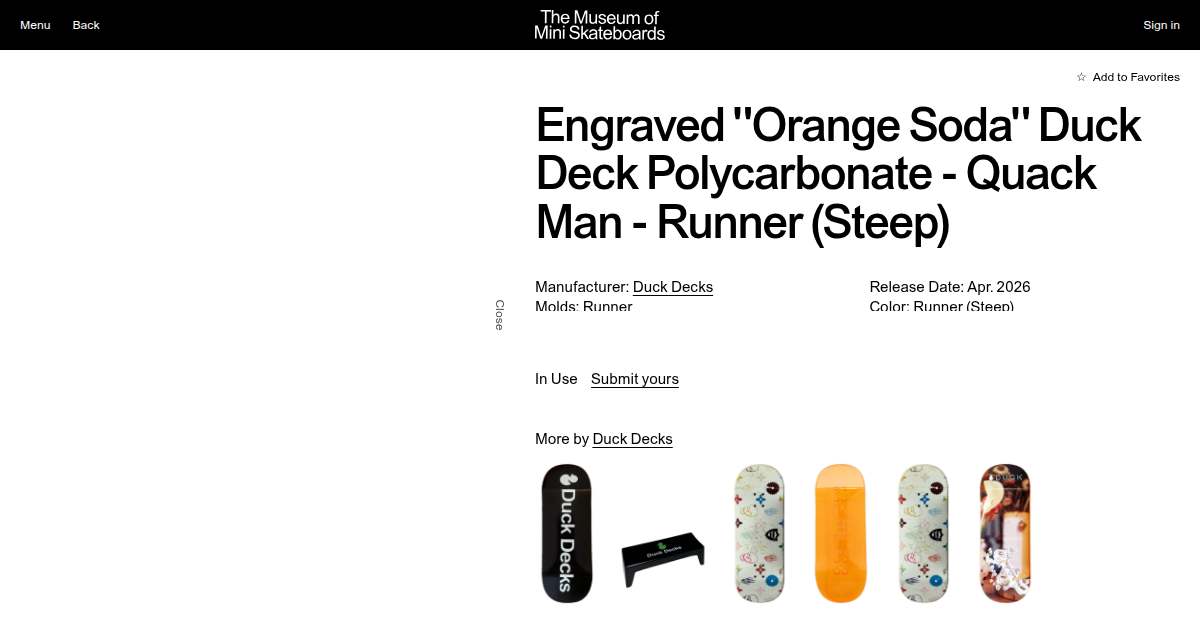 Menu
Back
The Museum of
Mini Skateboards
Sign in
☆ Add to Favorites
Engraved "Orange Soda" Duck
Deck Polycarbonate - Quack
Man - Runner (Steep)
Manufacturer: Duck Decks
Release Date: Apr. 2026
Molds: Runner
Color: Runner (Steep)
Close
In Use
Submit yours
More by Duck Decks
Duck Decks
Duck Decks
DUCK